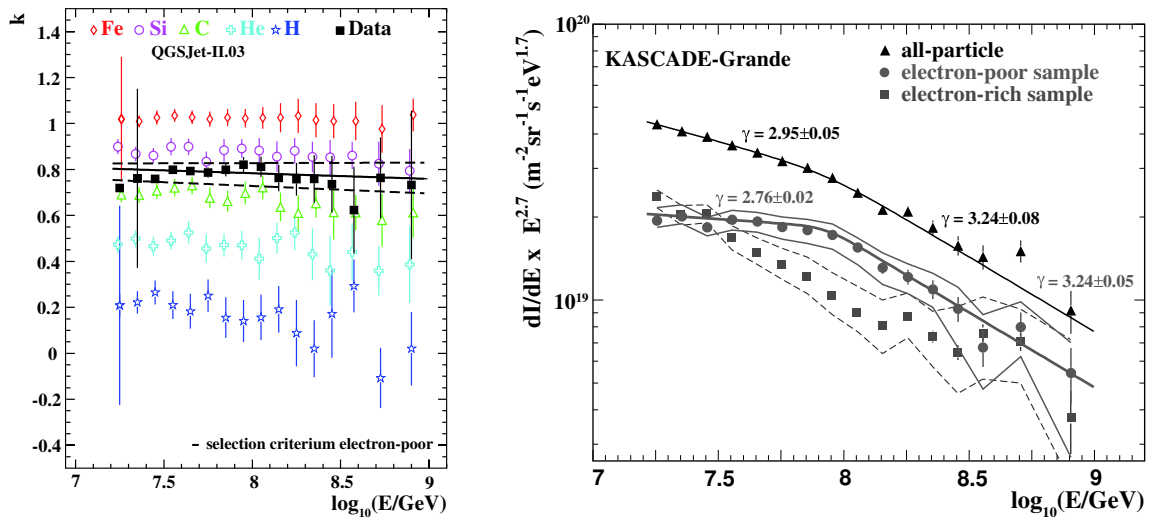 k
Fe Si C He H Data
QGSJet-II.03
1.4
1.2
1
0.8
0.6
0.4
0.2
0
-0.2
-0.4
– selection criterium electron-poor
7 7.5 8 8.5 9
log10(E/GeV)
dI/dE x E^2.7 (m^-2 sr^-1 s^-1 eV^1.7)
10^20
10^19
KASCADE-Grande
all-particle
electron-poor sample
electron-rich sample
γ = 2.95±0.05
γ = 2.76±0.02
γ = 3.24±0.08
γ = 3.24±0.05
7 7.5 8 8.5 9
log10(E/GeV)